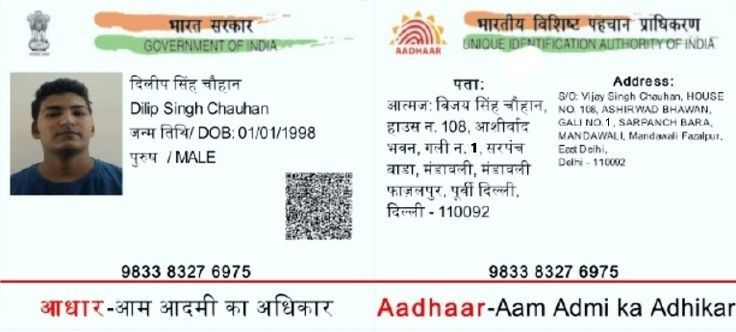 भारत सरकार
GOVERNMENT OF INDIA
दिलीप सिंह चौहान
Dilip Singh Chauhan
जन्म तिथि/ DOB: 01/01/1998
पुरुष / MALE
9833 8327 6975
आधार-आम आदमी का अधिकार
भारतीय विशिष्ट पहचान प्राधिकरण
UNIQUE IDENTIFICATION AUTHORITY OF INDIA
AADHAAR
पता:
आत्मज: विजय सिंह चौहान,
हाउस न. 108, आशीर्वाद
भवन, गली न. 1, सरपंच
वाडा, मंडावली, मंडावली
फाज़लपुर, पूर्वी दिल्ली,
दिल्ली - 110092
Address:
S/O: Vijay Singh Chauhan, HOUSE
NO. 108, ASHIRWAD BHAWAN,
GALI NO.1, SARPANCH BARA,
MANDAWALI, Mandawali Fazalpur,
East Delhi,
Delhi - 110092
9833 8327 6975
Aadhaar-Aam Admi ka Adhikar